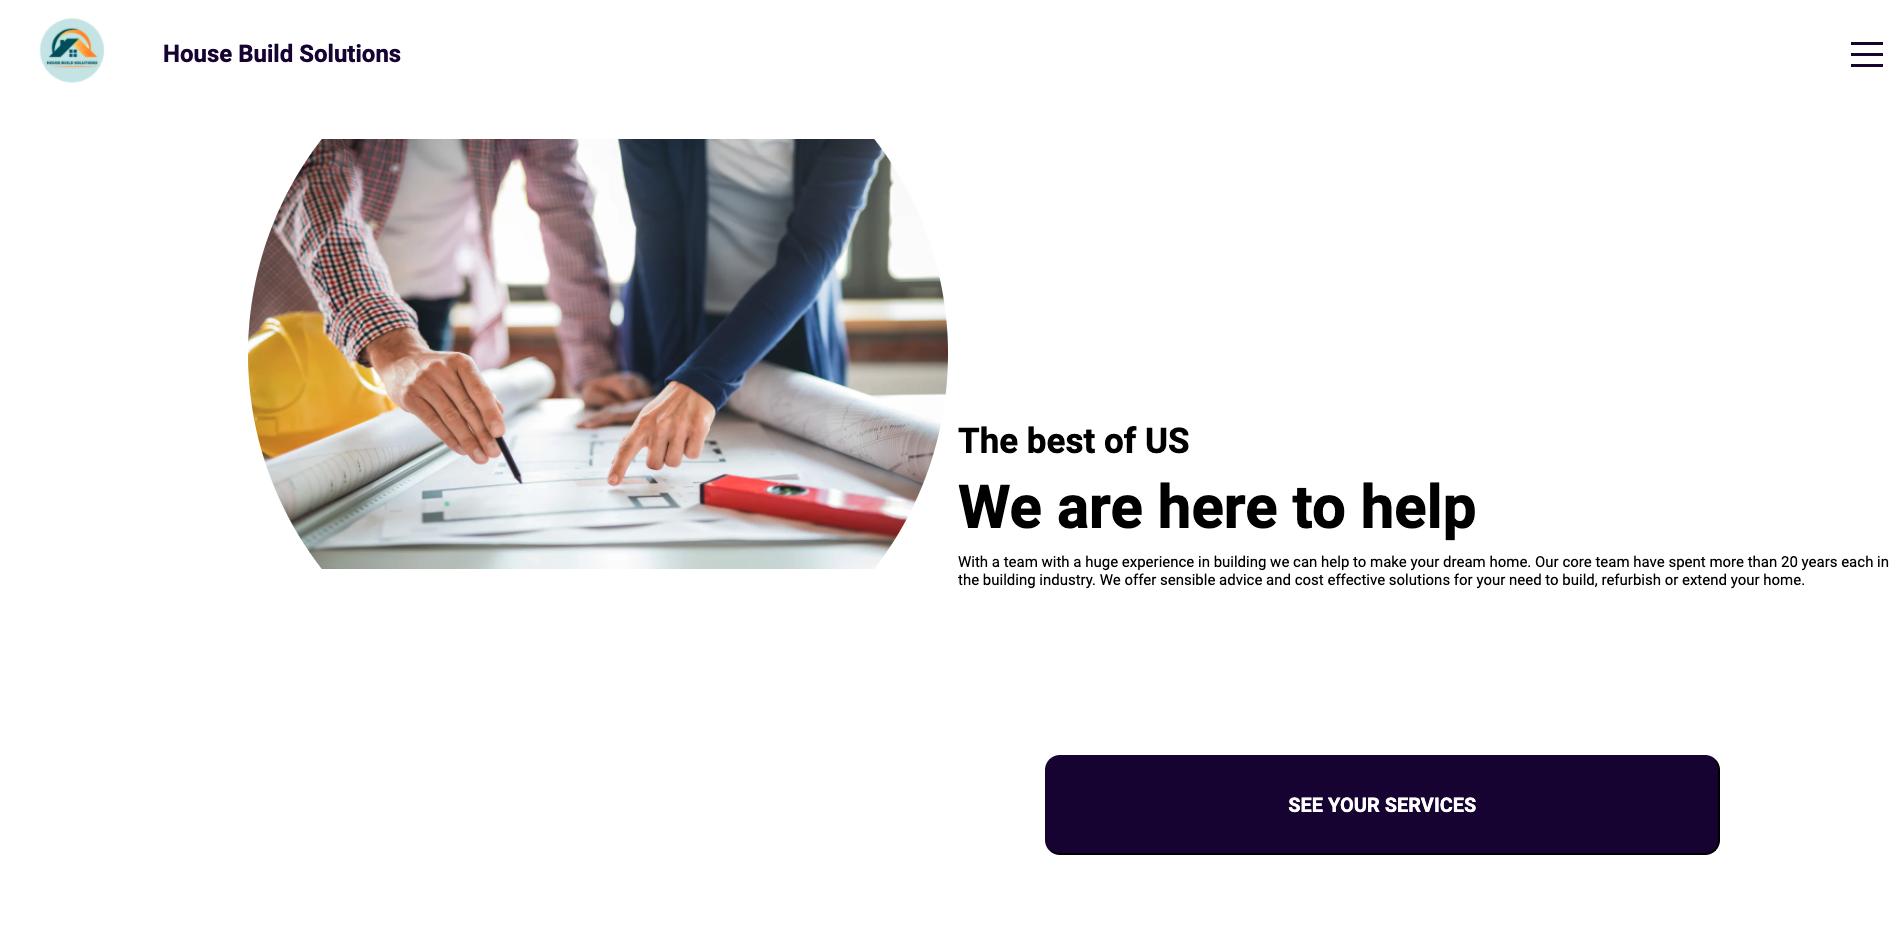 HOUSE BUILD SOLUTIONS
House Build Solutions
The best of US
We are here to help
With a team with a huge experience in building we can help to make your dream home. Our core team have spent more than 20 years each in
the building industry. We offer sensible advice and cost effective solutions for your need to build, refurbish or extend your home.
SEE YOUR SERVICES